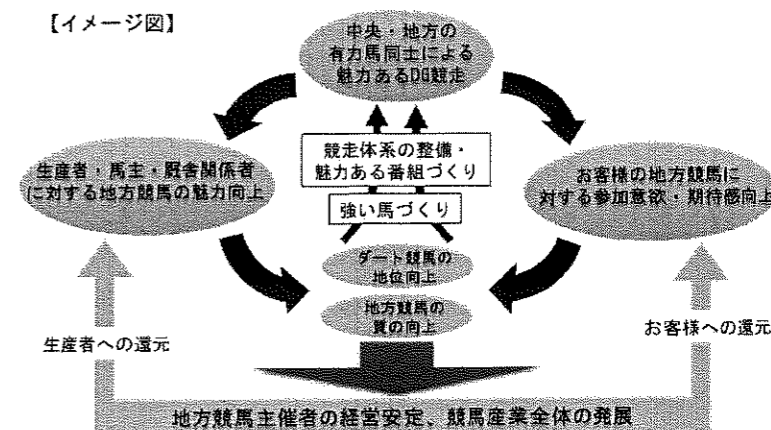 【イメージ図】
中央・地方の
有力馬同士による
魅力あるDG競走
競走体系の整備・
魅力ある番組づくり
強い馬づくり
生産者・馬主・厩舎関係者
に対する地方競馬の魅力向上
お客様の地方競馬に
対する参加意欲・期待感向上
ダート競馬の
地位向上
地方競馬の
質の向上
生産者への還元
お客様への還元
地方競馬主催者の経営安定、競馬産業全体の発展